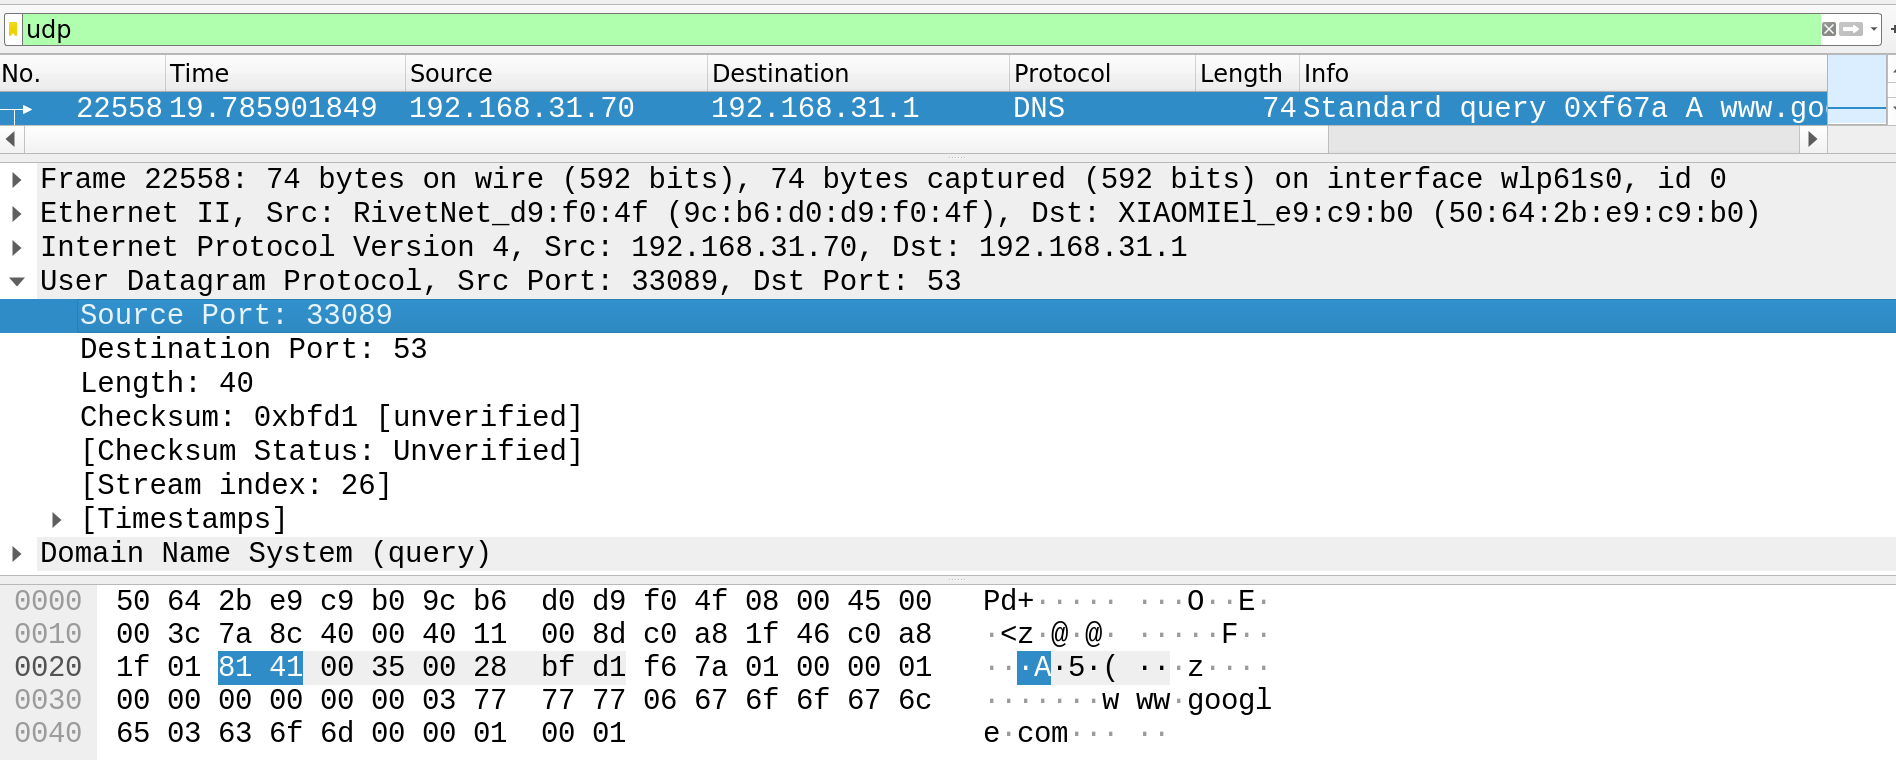 udp
No. Time Source Destination Protocol Length Info
22558 19.785901849 192.168.31.70 192.168.31.1 DNS 74 Standard query 0xf67a A www.go
Frame 22558: 74 bytes on wire (592 bits), 74 bytes captured (592 bits) on interface wlp61s0, id 0
Ethernet II, Src: RivetNet_d9:f0:4f (9c:b6:d0:d9:f0:4f), Dst: XIAOMIEl_e9:c9:b0 (50:64:2b:e9:c9:b0)
Internet Protocol Version 4, Src: 192.168.31.70, Dst: 192.168.31.1
User Datagram Protocol, Src Port: 33089, Dst Port: 53
Source Port: 33089
Destination Port: 53
Length: 40
Checksum: 0xbfd1 [unverified]
[Checksum Status: Unverified]
[Stream index: 26]
[Timestamps]
Domain Name System (query)
0000 50 64 2b e9 c9 b0 9c b6 d0 d9 f0 4f 08 00 45 00 Pd+····· ···O··E·
0010 00 3c 7a 8c 40 00 40 11 00 8d c0 a8 1f 46 c0 a8 ·<z·@·@· ·····F··
0020 1f 01 81 41 00 35 00 28 bf d1 f6 7a 01 00 00 01 ···A·5·( ···z····
0030 00 00 00 00 00 00 03 77 77 77 06 67 6f 6f 67 6c ·······w ww·googl
0040 65 03 63 6f 6d 00 00 01 00 01 e·com··· ··